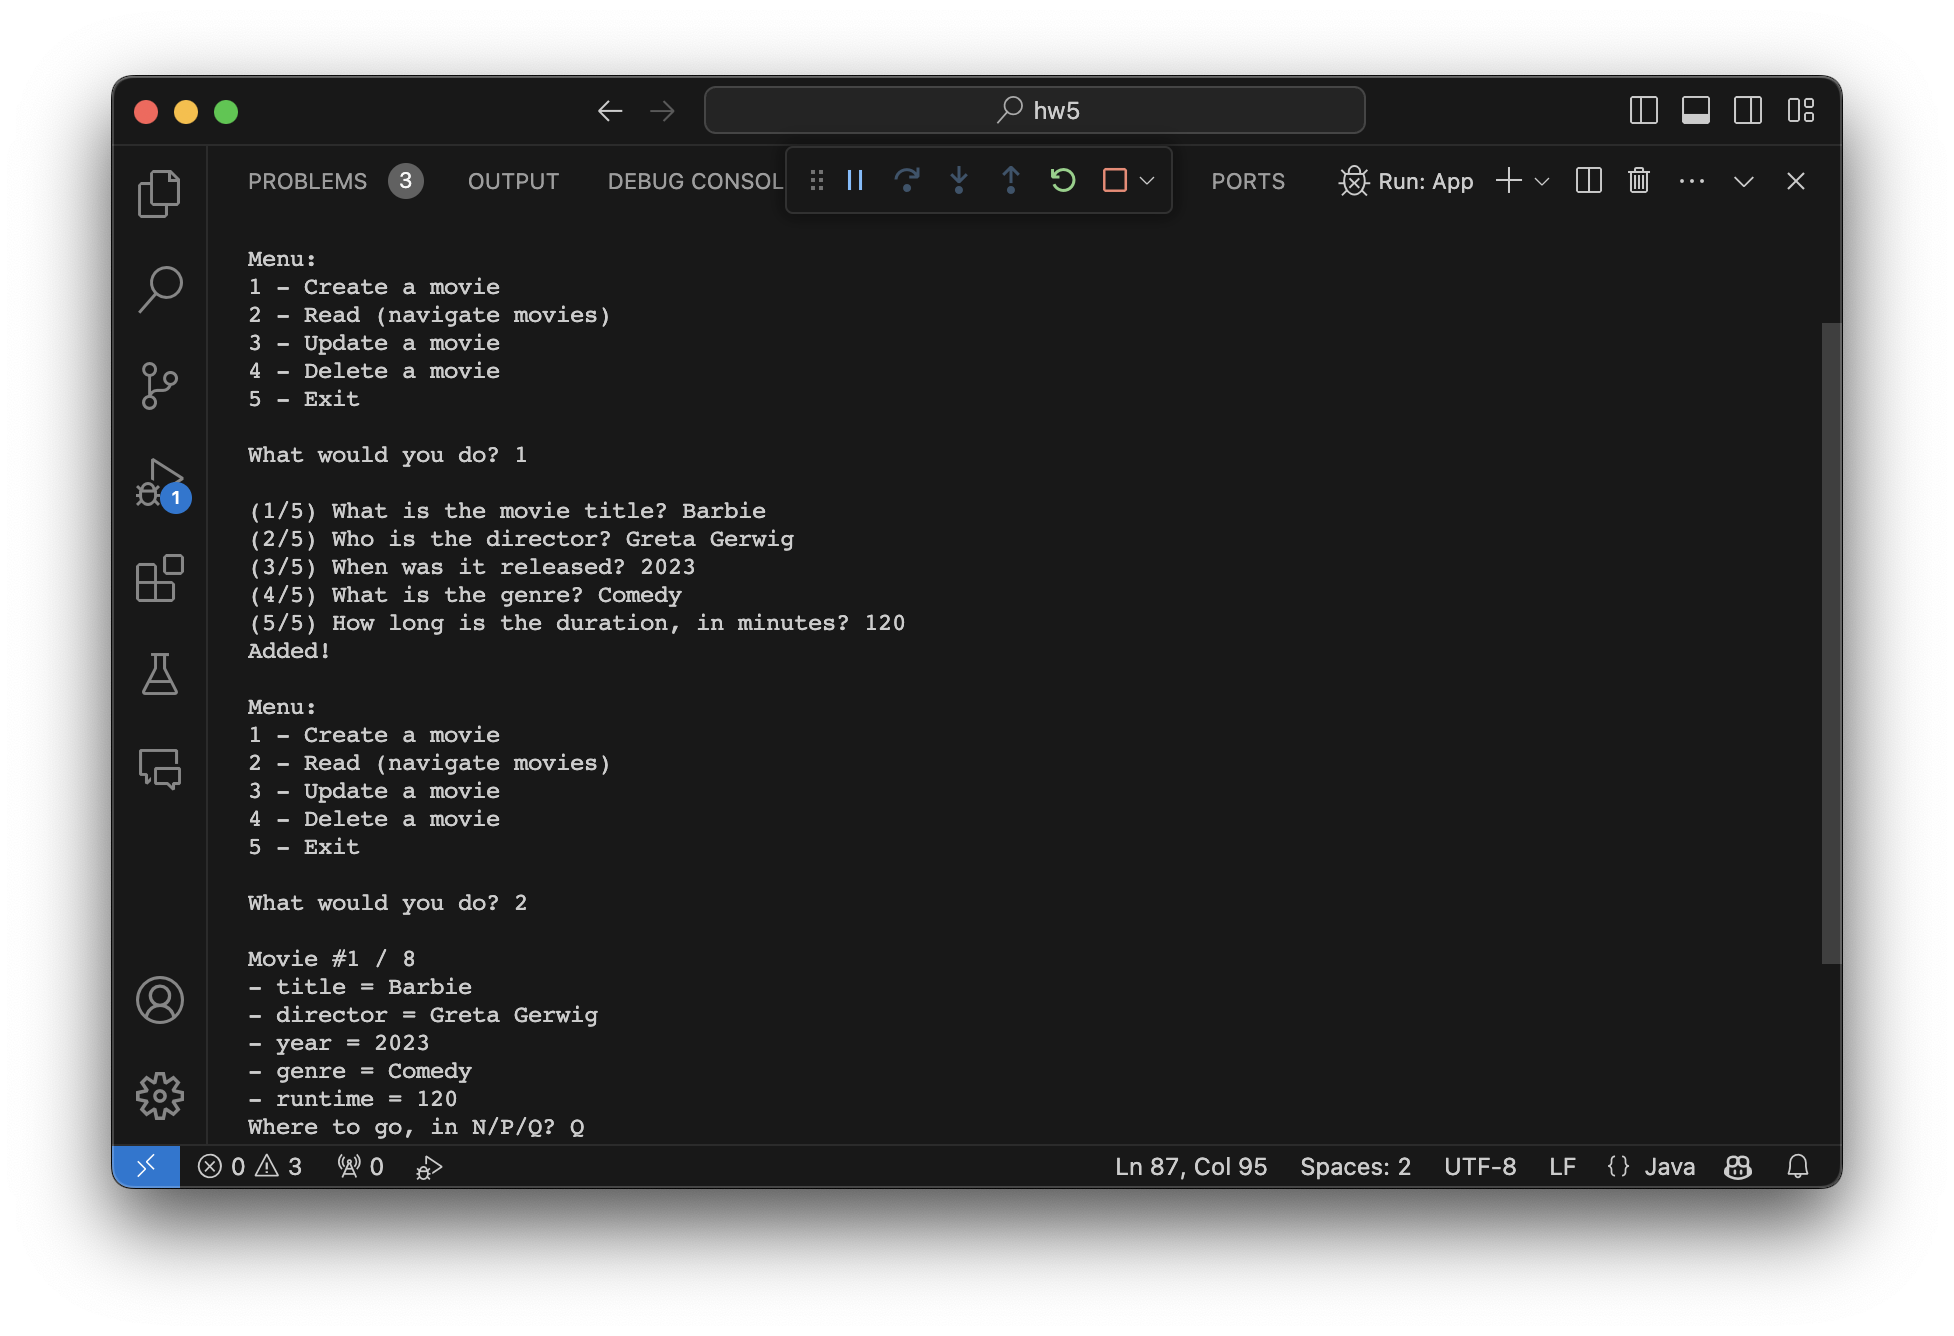 hw5
PROBLEMS 3 OUTPUT DEBUG CONSOL PORTS Run: App
Menu:
1 - Create a movie
2 - Read (navigate movies)
3 - Update a movie
4 - Delete a movie
5 - Exit
What would you do? 1
(1/5) What is the movie title? Barbie
(2/5) Who is the director? Greta Gerwig
(3/5) When was it released? 2023
(4/5) What is the genre? Comedy
(5/5) How long is the duration, in minutes? 120
Added!
Menu:
1 - Create a movie
2 - Read (navigate movies)
3 - Update a movie
4 - Delete a movie
5 - Exit
What would you do? 2
Movie #1 / 8
- title = Barbie
- director = Greta Gerwig
- year = 2023
- genre = Comedy
- runtime = 120
Where to go, in N/P/Q? Q
1
0 3 0 Ln 87, Col 95 Spaces: 2 UTF-8 LF {} Java